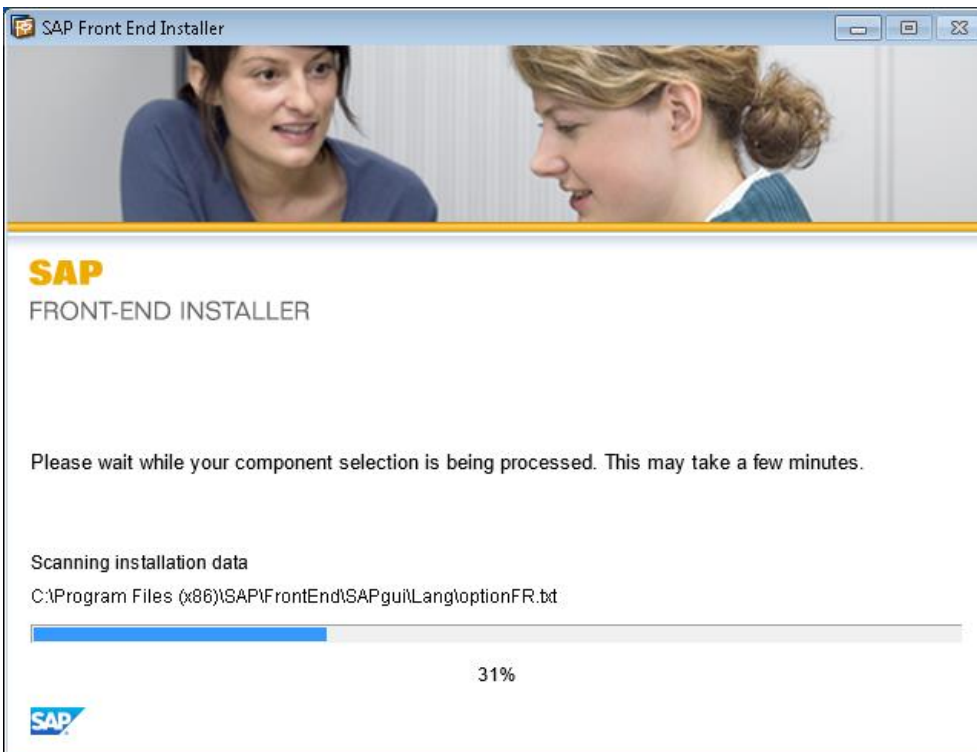 SAP Front End Installer
SAP
FRONT-END INSTALLER
Please wait while your component selection is being processed. This may take a few minutes.
Scanning installation data
C:\Program Files (x86)\SAP\FrontEnd\SAPgui\Lang\optionFR.txt
31%
SAP